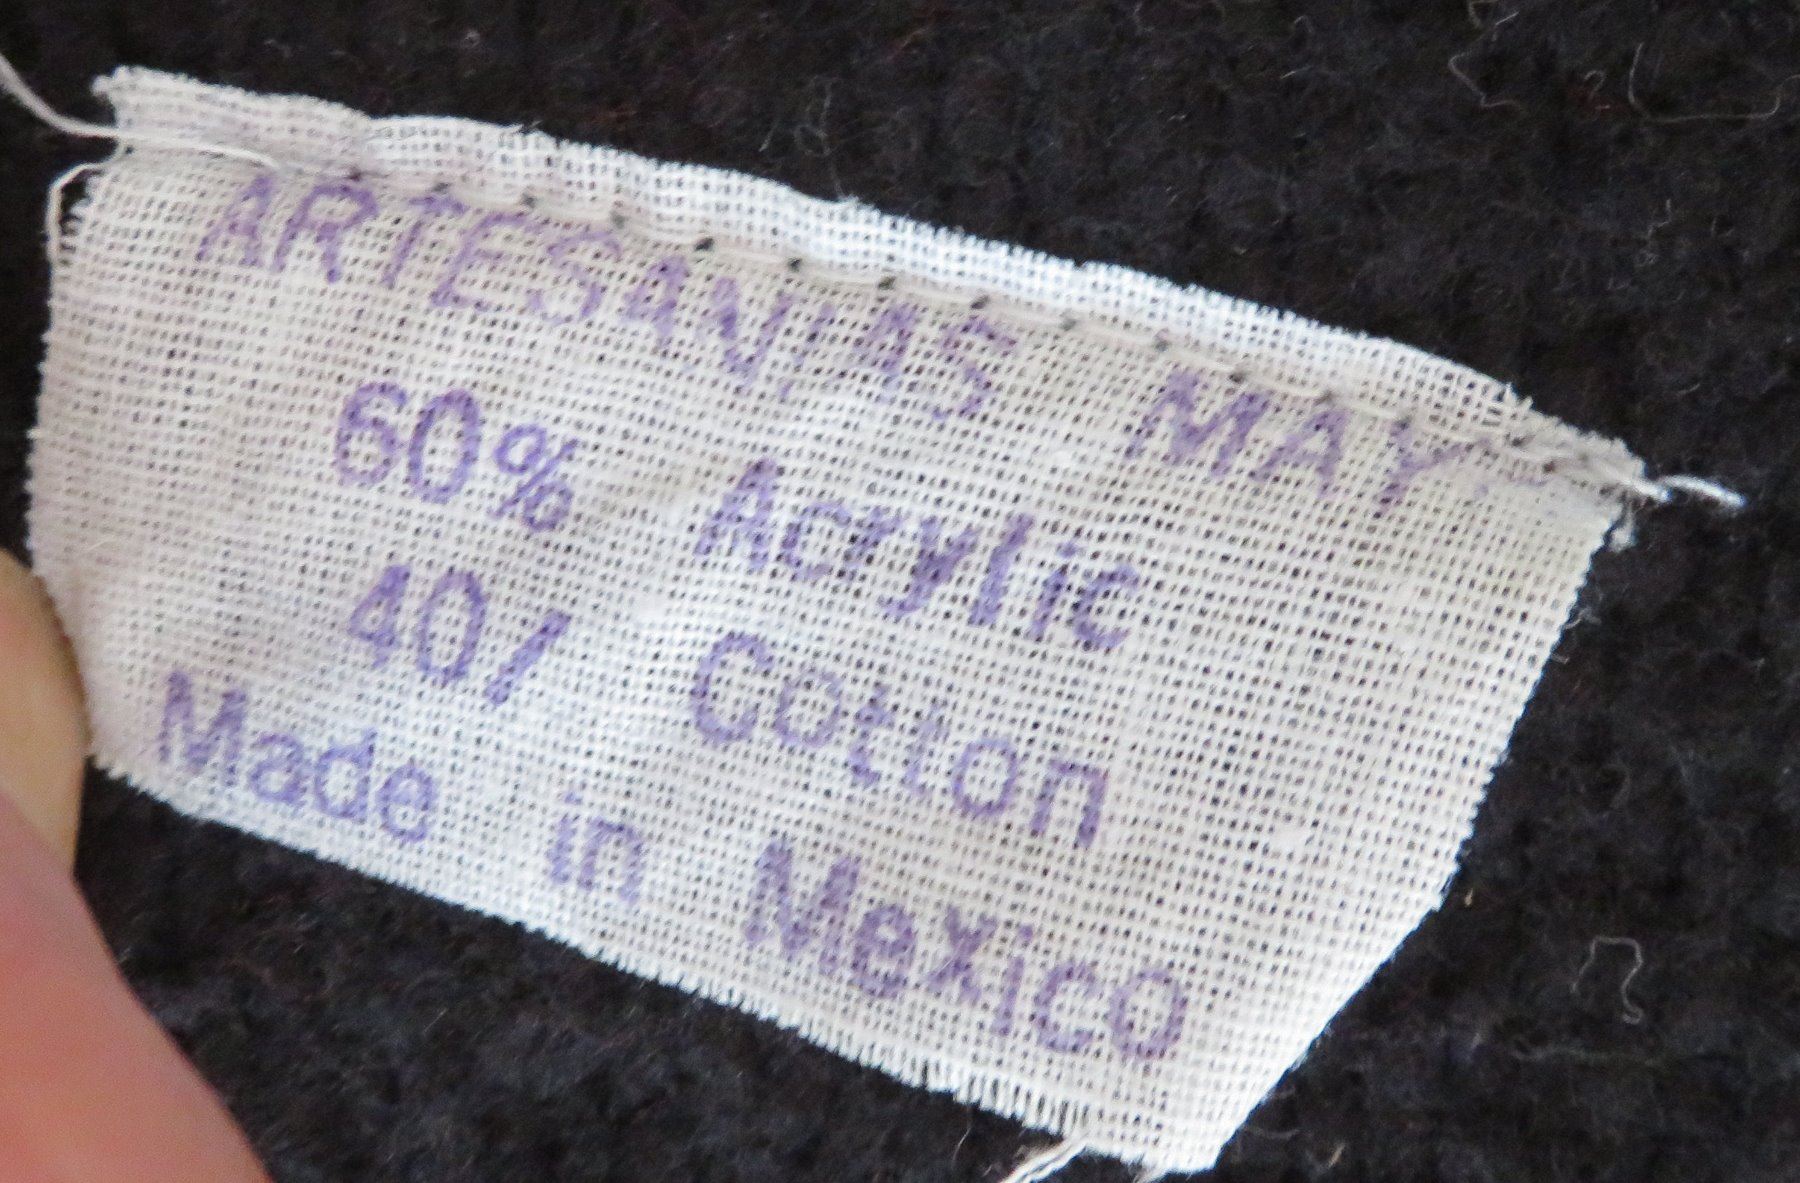 ARTESANIAS MAY
60% Acrylic
40/ Cotton
Made in Mexico